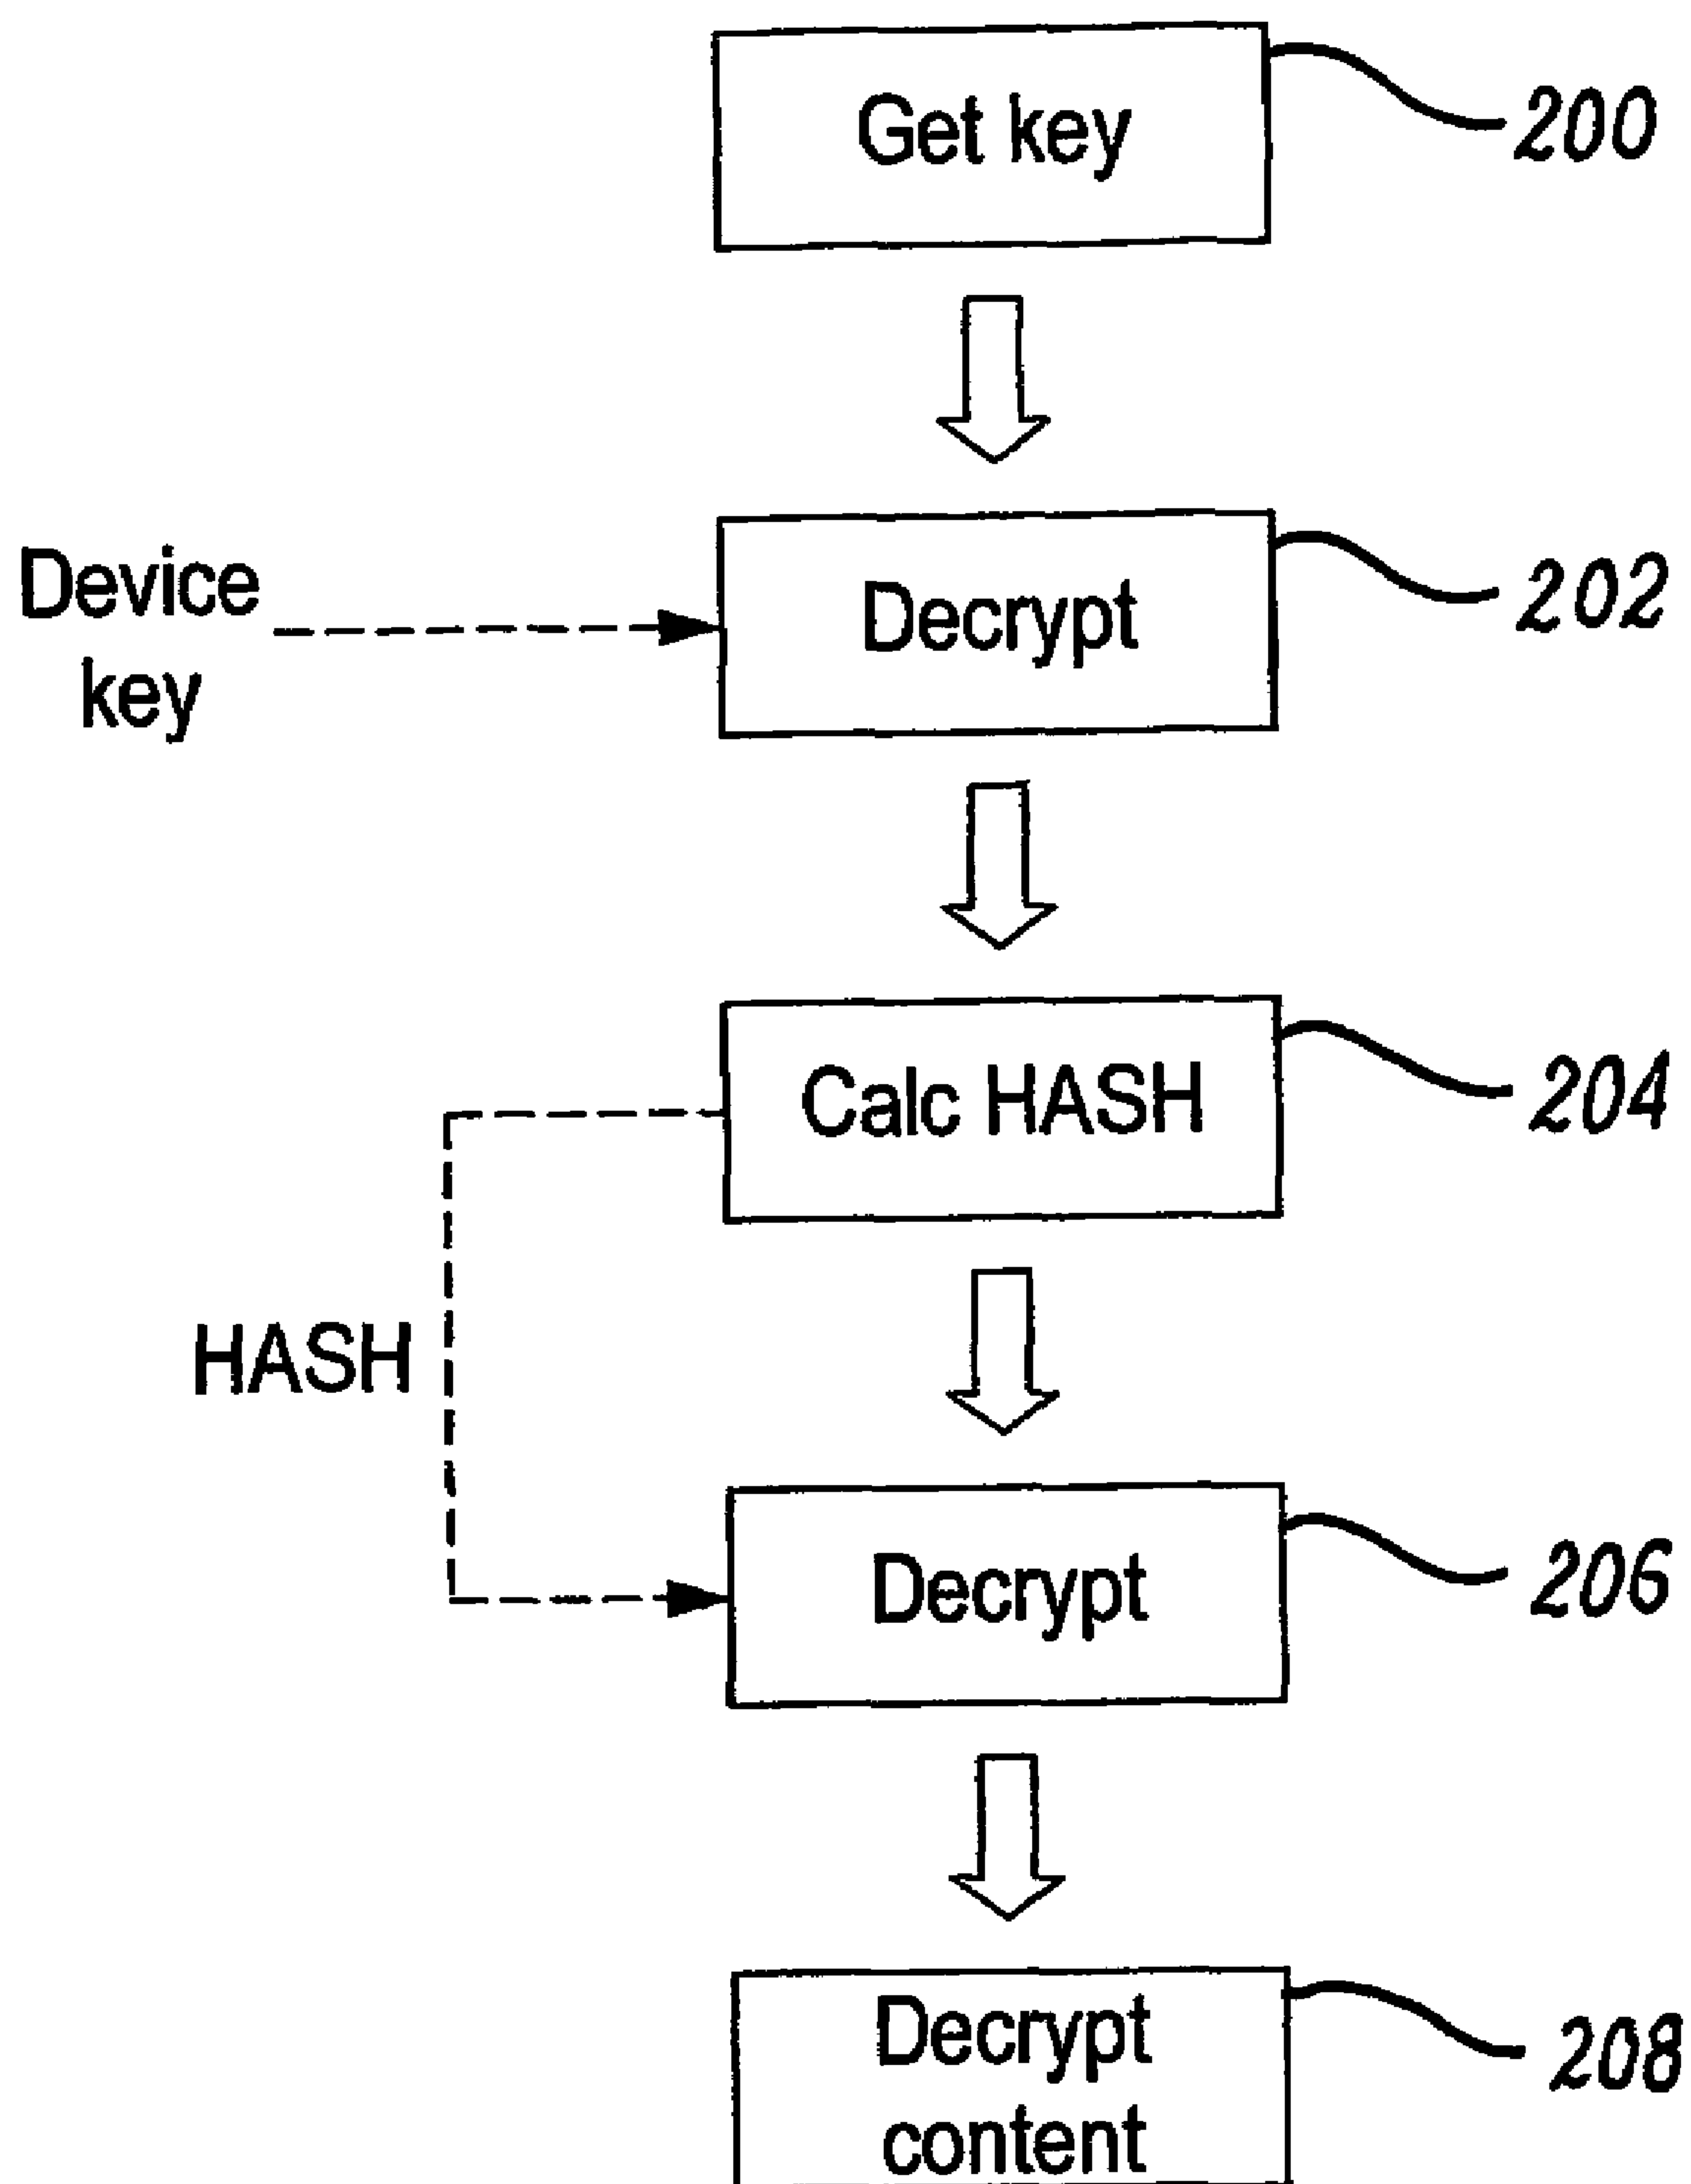 Get key
200
Device
key
Decrypt
202
Calc HASH
204
HASH
Decrypt
206
Decrypt
content
208